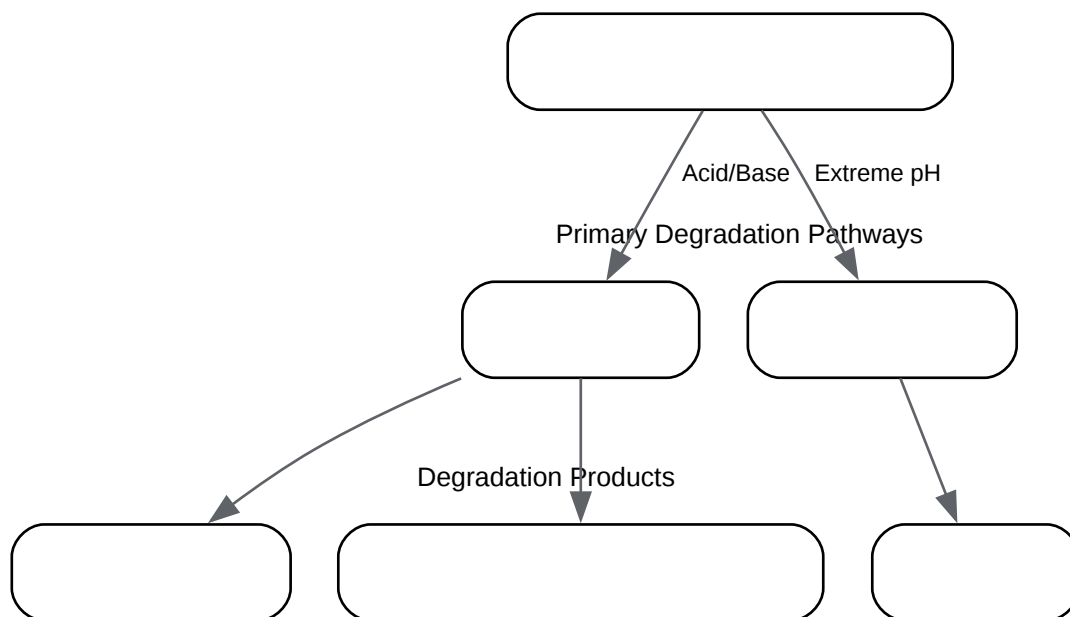 Acid/Base
Extreme pH
Primary Degradation Pathways
Degradation Products